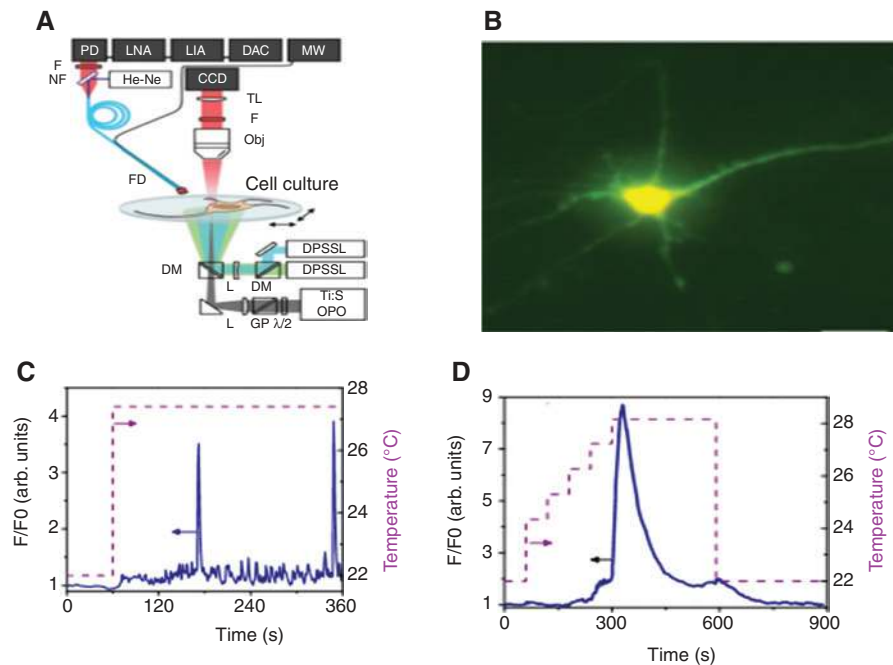 A
PD LNA LIA DAC MW
F
NF He-Ne CCD
TL
F
Obj
FD
Cell culture
DPSSL
DM DPSSL
L DM
Ti:S
OPO
L GP λ/2
B
C
F/F0 (arb. units)
4
3
2
1
0 120 240 360
Time (s)
28
26
24
22
Temperature (°C)
D
F/F0 (arb. units)
9
7
5
3
1
0 300 600 900
Time (s)
28
26
24
22
Temperature (°C)